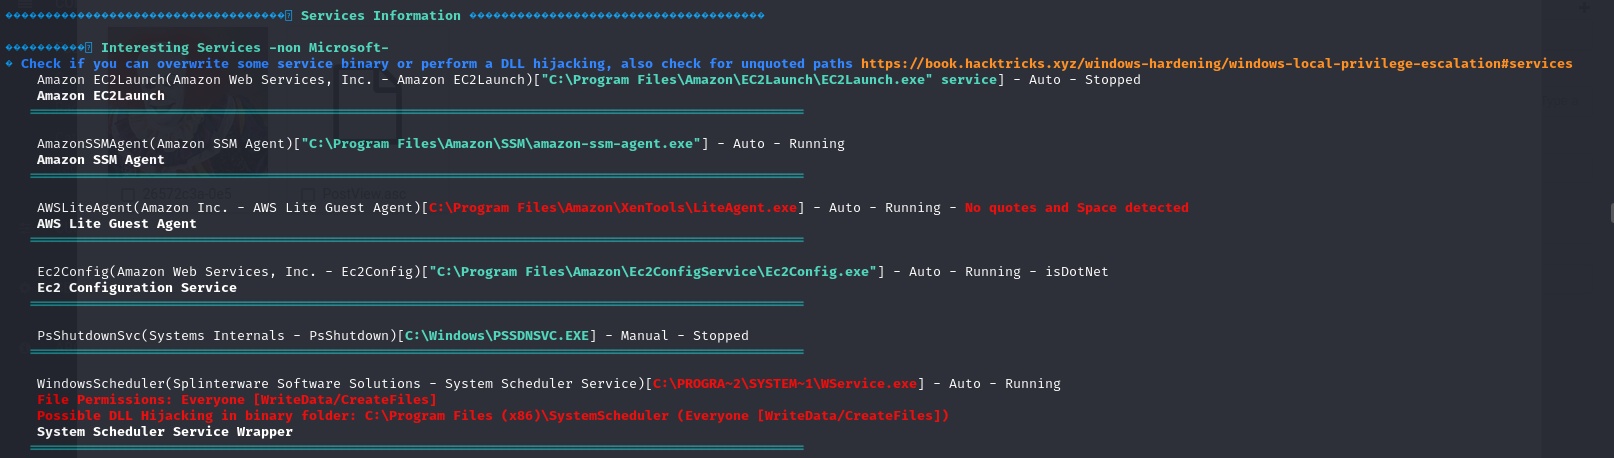 Services Information
Interesting Services -non Microsoft-
Check if you can overwrite some service binary or perform a DLL hijacking, also check for unquoted paths https://book.hacktricks.xyz/windows-hardening/windows-local-privilege-escalation#services
Amazon EC2Launch(Amazon Web Services, Inc. - Amazon EC2Launch)["C:\Program Files\Amazon\EC2Launch\EC2Launch.exe" service] - Auto - Stopped
Amazon EC2Launch
AmazonSSMAgent(Amazon SSM Agent)["C:\Program Files\Amazon\SSM\amazon-ssm-agent.exe"] - Auto - Running
Amazon SSM Agent
AWSLiteAgent(Amazon Inc. - AWS Lite Guest Agent)[C:\Program Files\Amazon\XenTools\LiteAgent.exe] - Auto - Running - No quotes and Space detected
AWS Lite Guest Agent
Ec2Config(Amazon Web Services, Inc. - Ec2Config)["C:\Program Files\Amazon\Ec2ConfigService\Ec2Config.exe"] - Auto - Running - isDotNet
Ec2 Configuration Service
PsShutdownSvc(Systems Internals - PsShutdown)[C:\Windows\PSSDNSVC.EXE] - Manual - Stopped
WindowsScheduler(Splinterware Software Solutions - System Scheduler Service)[C:\PROGRA~2\SYSTEM~1\WService.exe] - Auto - Running
File Permissions: Everyone [WriteData/CreateFiles]
Possible DLL Hijacking in binary folder: C:\Program Files (x86)\SystemScheduler (Everyone [WriteData/CreateFiles])
System Scheduler Service Wrapper